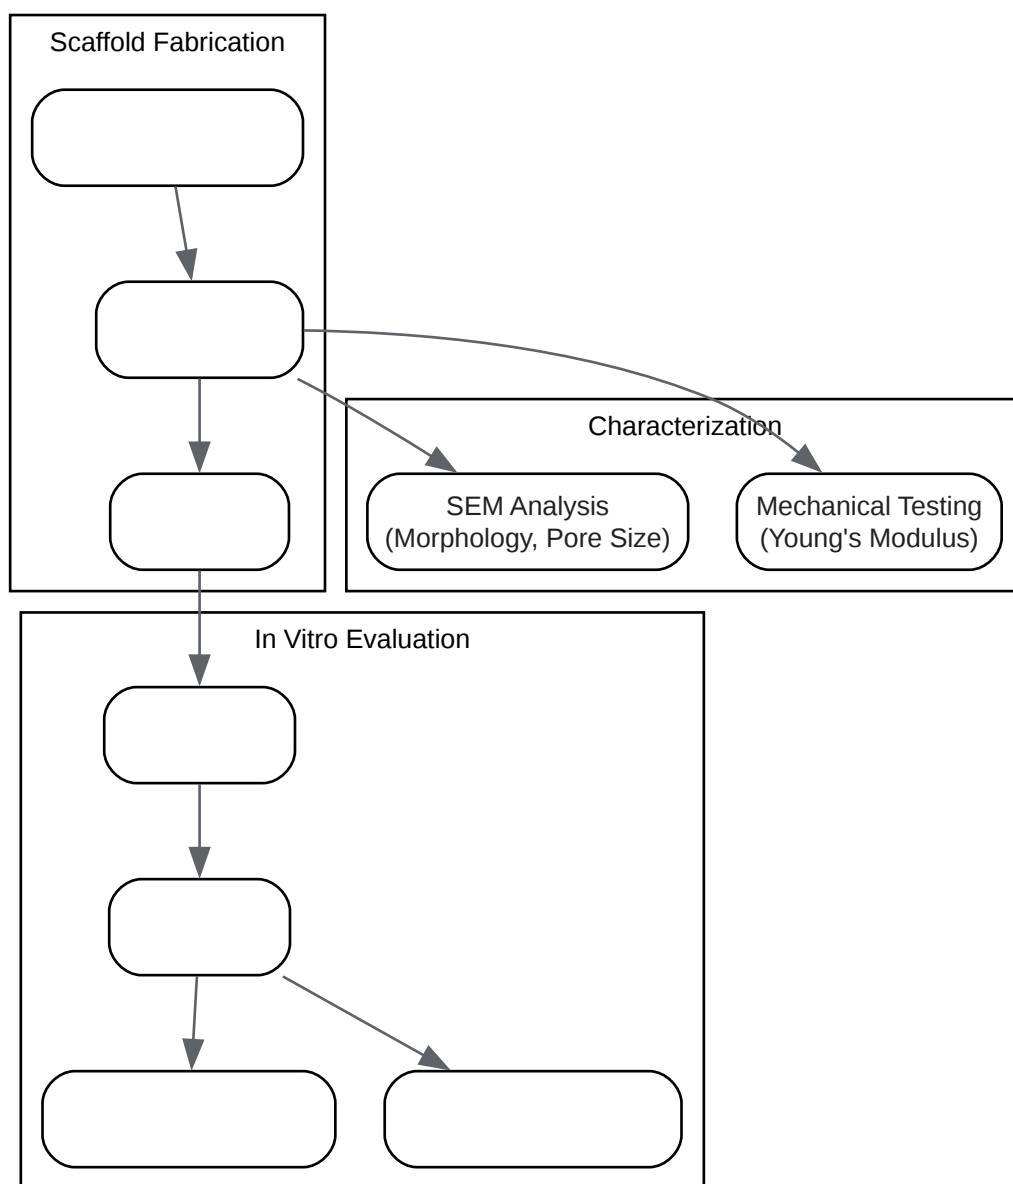 Scaffold Fabrication
Characterization
SEM Analysis
(Morphology, Pore Size)
Mechanical Testing
(Young's Modulus)
In Vitro Evaluation